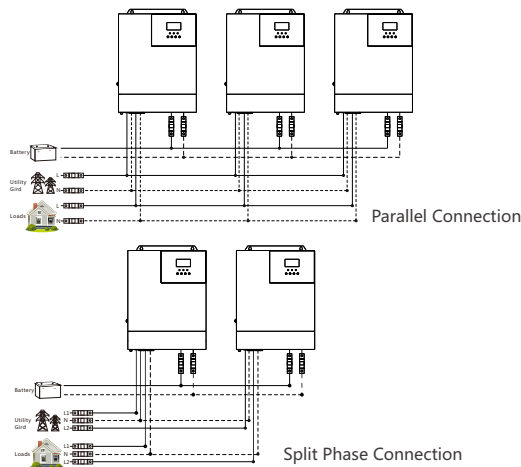 Battery
Utility
Gird
L
N
Loads
L
N
Parallel Connection
Battery
Utility
Gird
L1
N
L2
Loads
L1
N
L2
Split Phase Connection